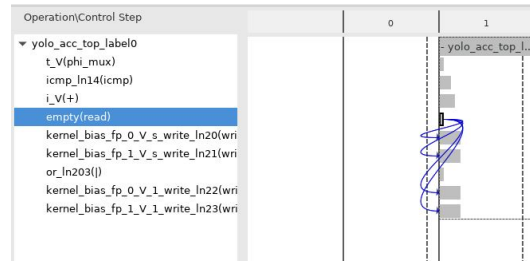 Operation\Control Step
0
1
yolo_acc_top_label0
- yolo_acc_top_l...
t_V(phi_mux)
icmp_ln14(icmp)
i_V(+)
empty(read)
kernel_bias_fp_0_V_s_write_ln20(wri
kernel_bias_fp_1_V_s_write_ln21(wri
or_ln203(|)
kernel_bias_fp_0_V_1_write_ln22(wri
kernel_bias_fp_1_V_1_write_ln23(wri